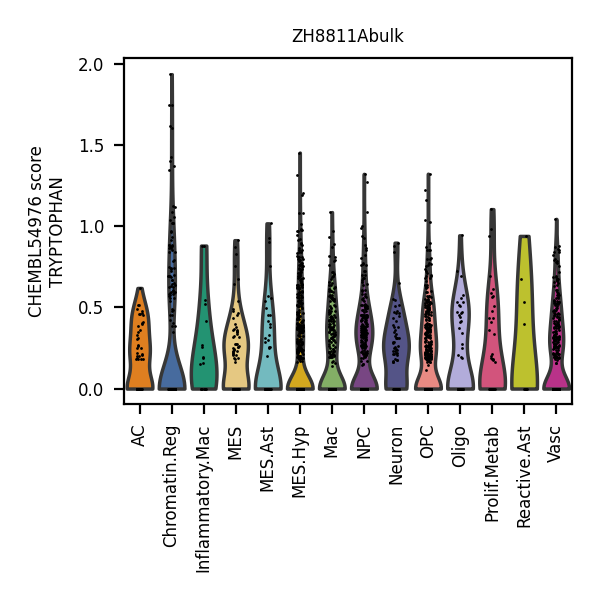 ZH8811Abulk
CHEMBL54976 score
TRYPTOPHAN
2.0
1.5
1.0
0.5
0.0
AC
Chromatin.Reg
Inflammatory.Mac
MES
MES.Ast
MES.Hyp
Mac
NPC
Neuron
OPC
Oligo
Prolif.Metab
Reactive.Ast
Vasc